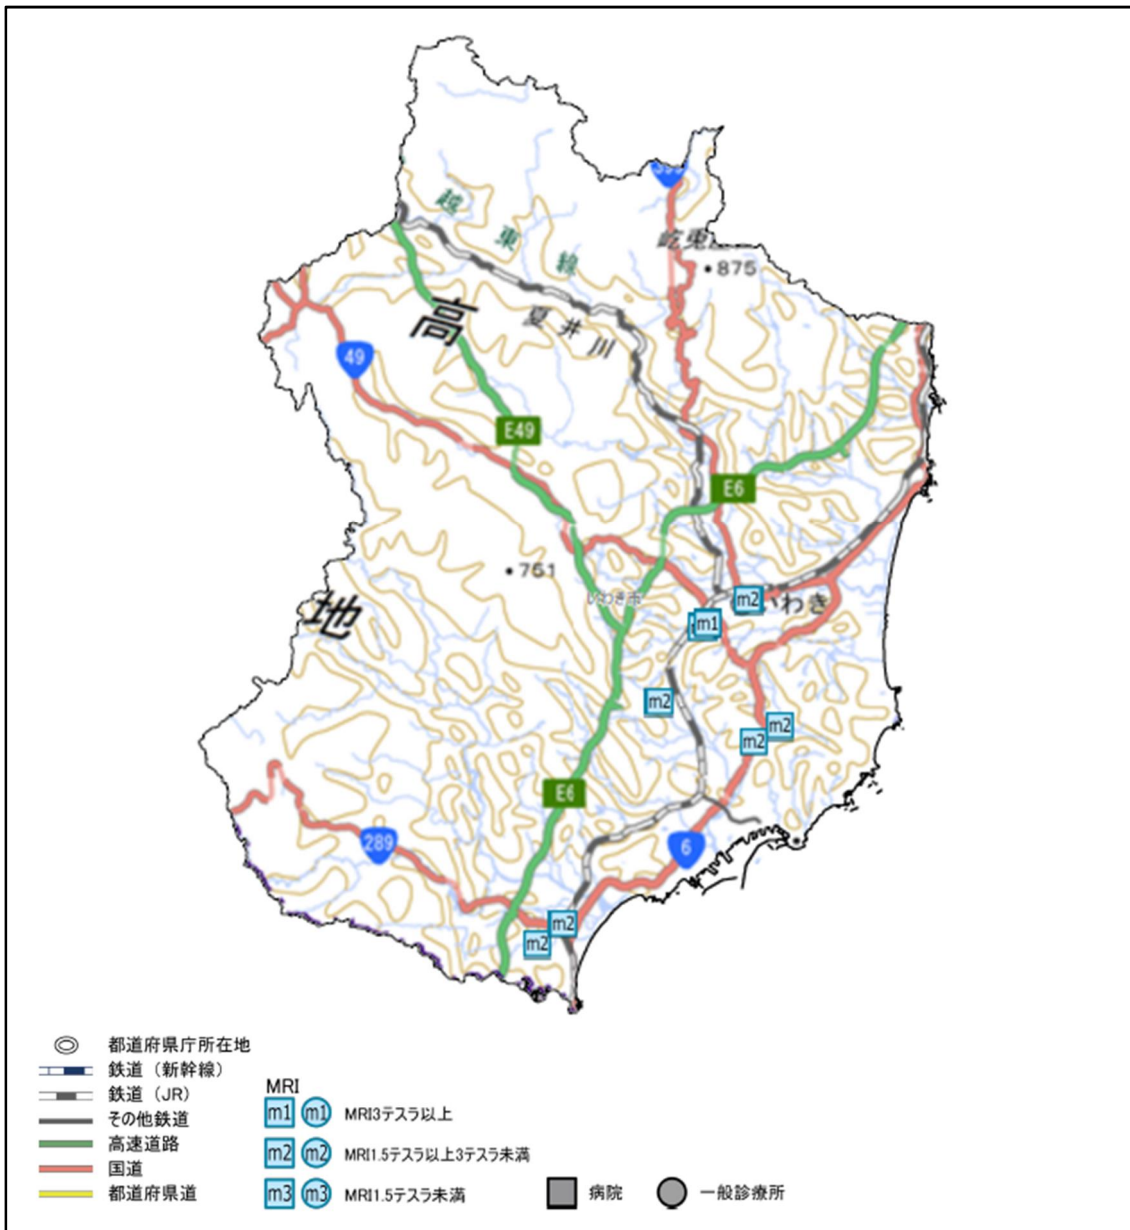 越東線
875
高
夏井川
49
E49
E6
・751
いわき市
地
m2
いわき
m1
m2
m2
m2
E6
289
6
m2
m2
都道府県庁所在地
鉄道（新幹線）
鉄道（JR）
その他鉄道
高速道路
国道
都道府県道
MRI
m1 m1 MRI3テスラ以上
m2 m2 MRI1.5テスラ以上3テスラ未満
m3 m3 MRI1.5テスラ未満
病院
一般診療所